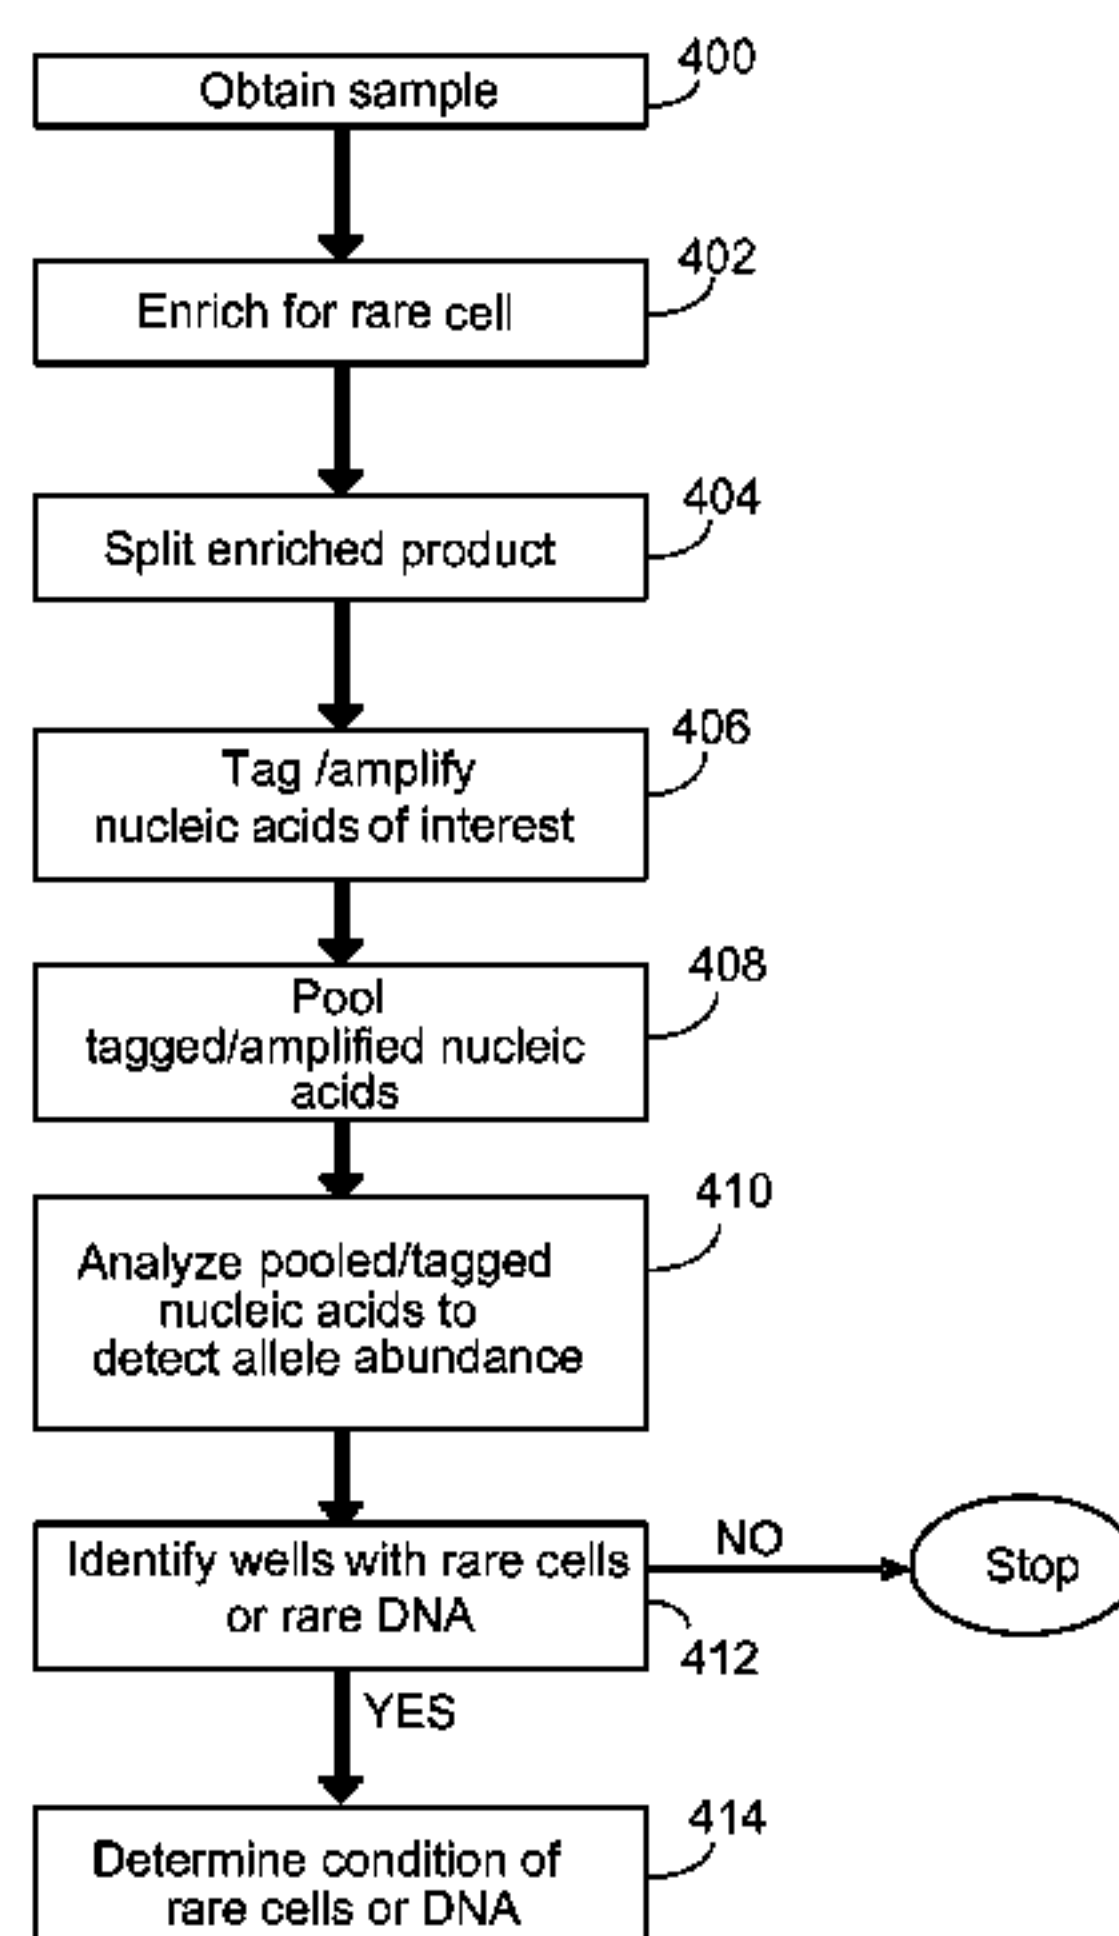 400
Obtain sample
402
Enrich for rare cell
404
Split enriched product
406
Tag /amplify
nucleic acids of interest
408
Pool
tagged/amplified nucleic
acids
410
Analyze pooled/tagged
nucleic acids to
detect allele abundance
NO
Identify wells with rare cells
Stop
or rare DNA
412
YES
414
Determine condition of
rare cells or DNA